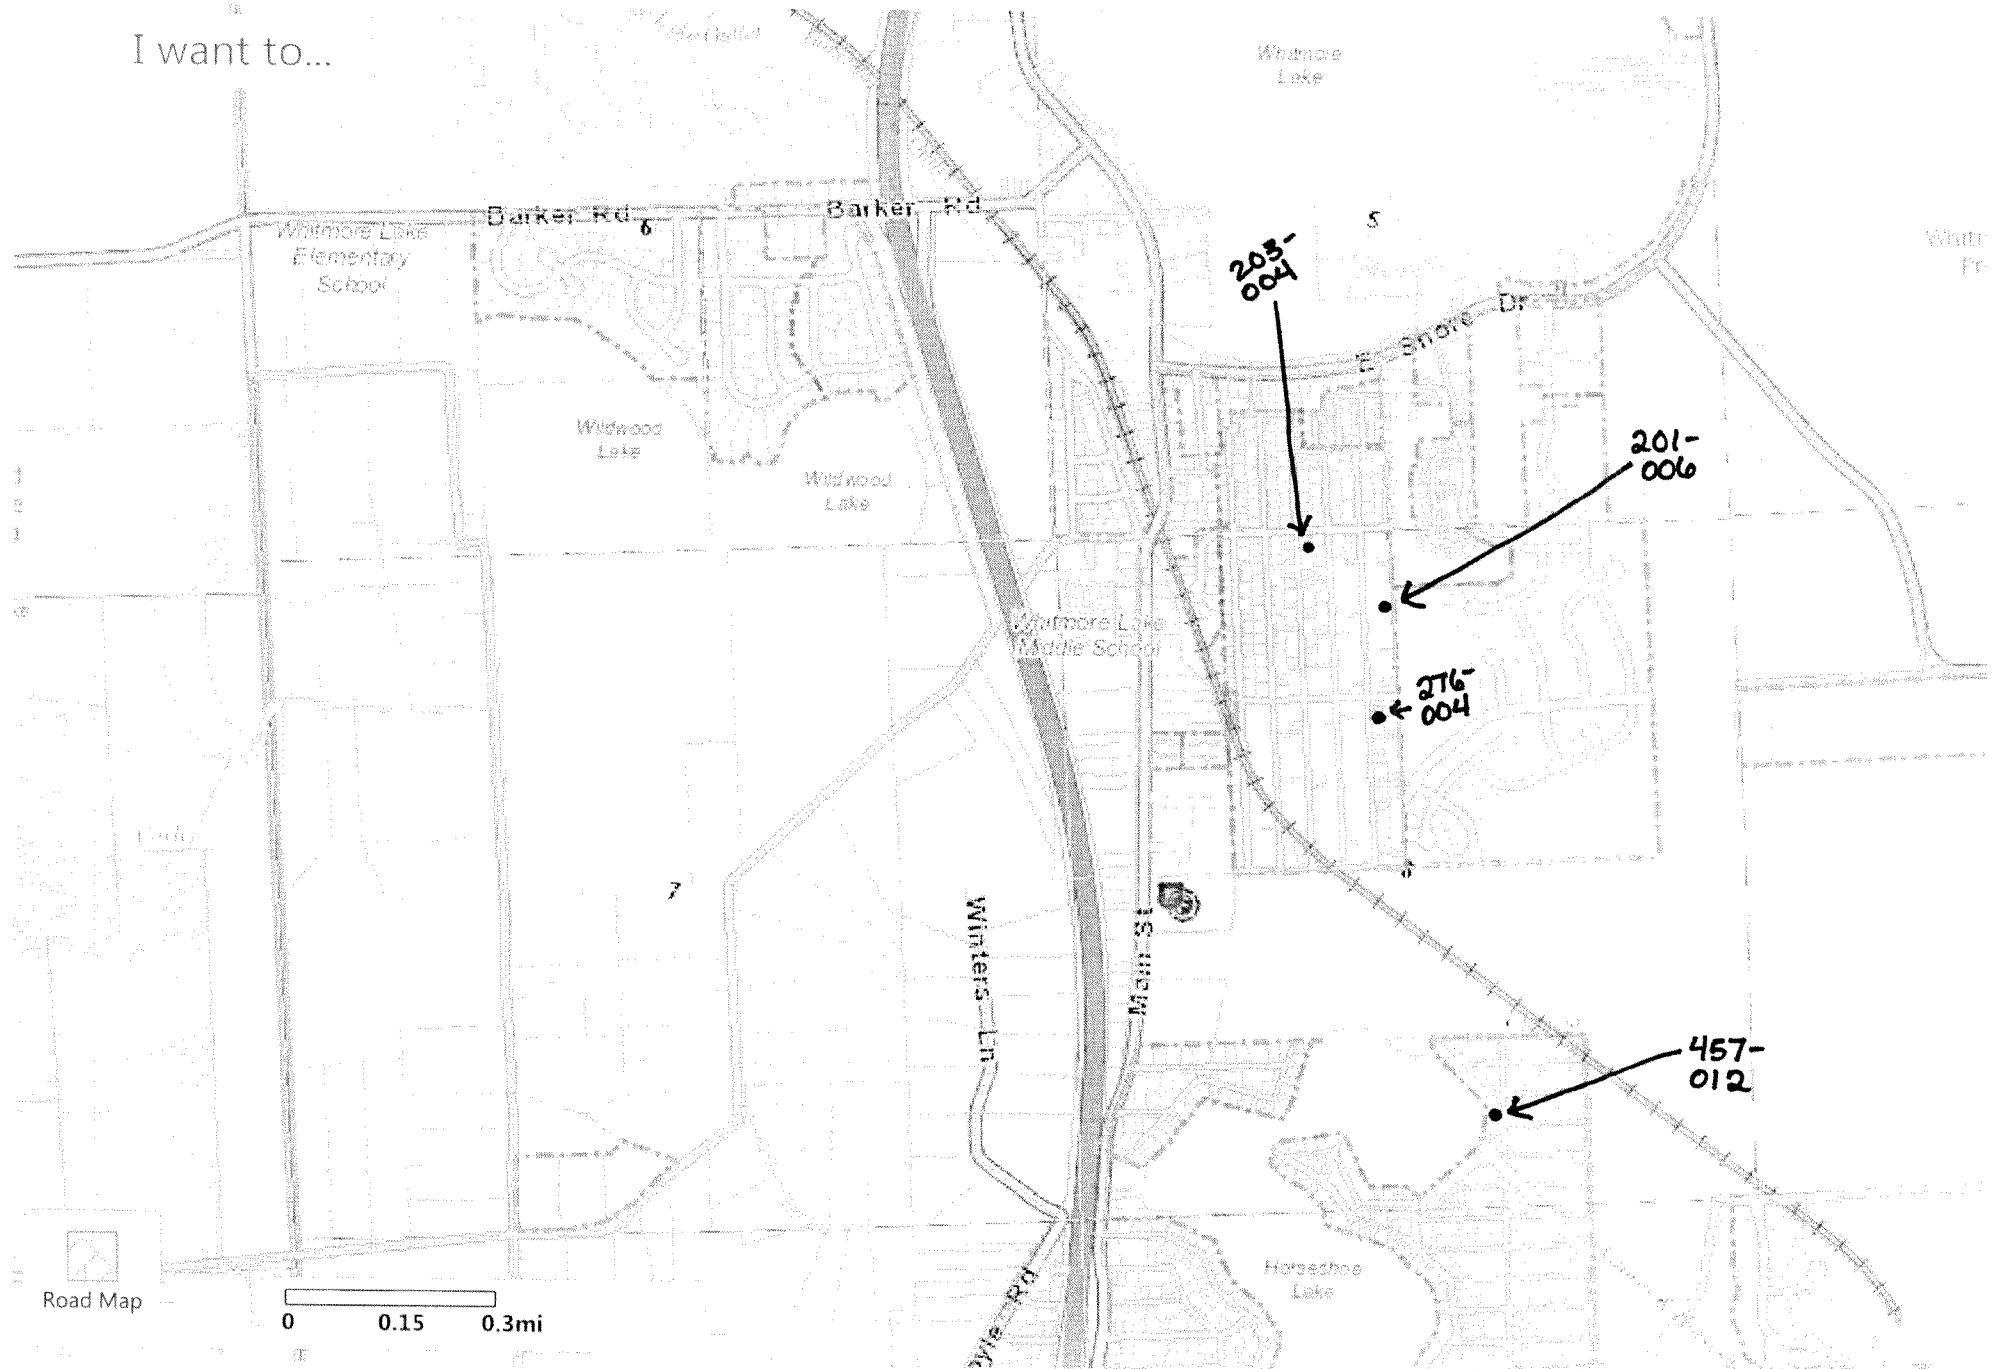 I want to...
Whitmore
Lake
Barker Rd
6
Barker Rd
5
Whitmore Lake
Elementary
School
203-
004
E Shore Dr
Wildwood
Lake
201-
006
Wildwood
Lake
Whitmore Lake
Middle School
276-
004
7
8
Winters Ln
Main St
457-
012
Horseshoe
Lake
Road Map
0 0.15 0.3mi